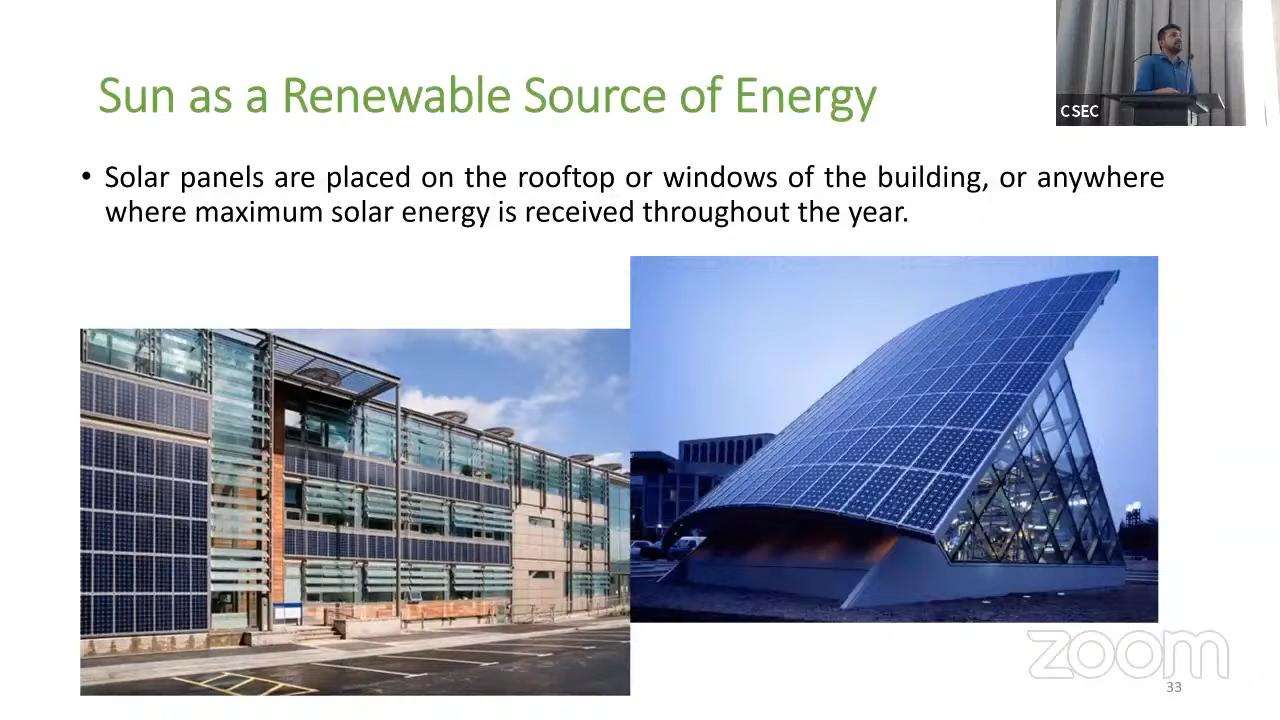 Sun as a Renewable Source of Energy
CSEC
• Solar panels are placed on the rooftop or windows of the building, or anywhere
where maximum solar energy is received throughout the year.
zoom
33